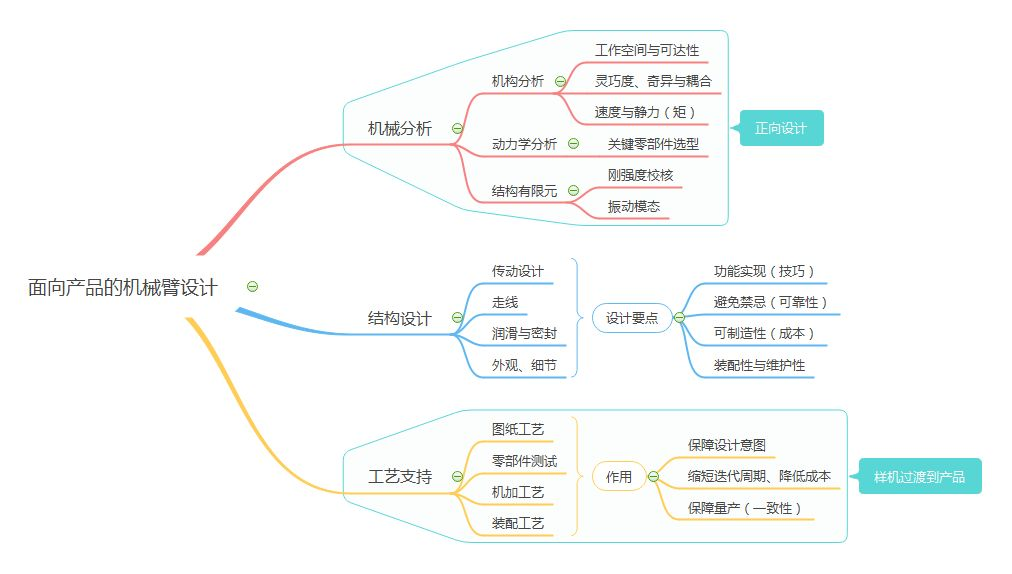 面向产品的机械臂设计
机械分析
机构分析
工作空间与可达性
灵巧度、奇异与耦合
速度与静力（矩）
动力学分析
关键零部件选型
结构有限元
刚强度校核
振动模态
正向设计
结构设计
传动设计
走线
润滑与密封
外观、细节
设计要点
功能实现（技巧）
避免禁忌（可靠性）
可制造性（成本）
装配性与维护性
工艺支持
图纸工艺
零部件测试
机加工艺
装配工艺
作用
保障设计意图
缩短迭代周期、降低成本
保障量产（一致性）
样机过渡到产品